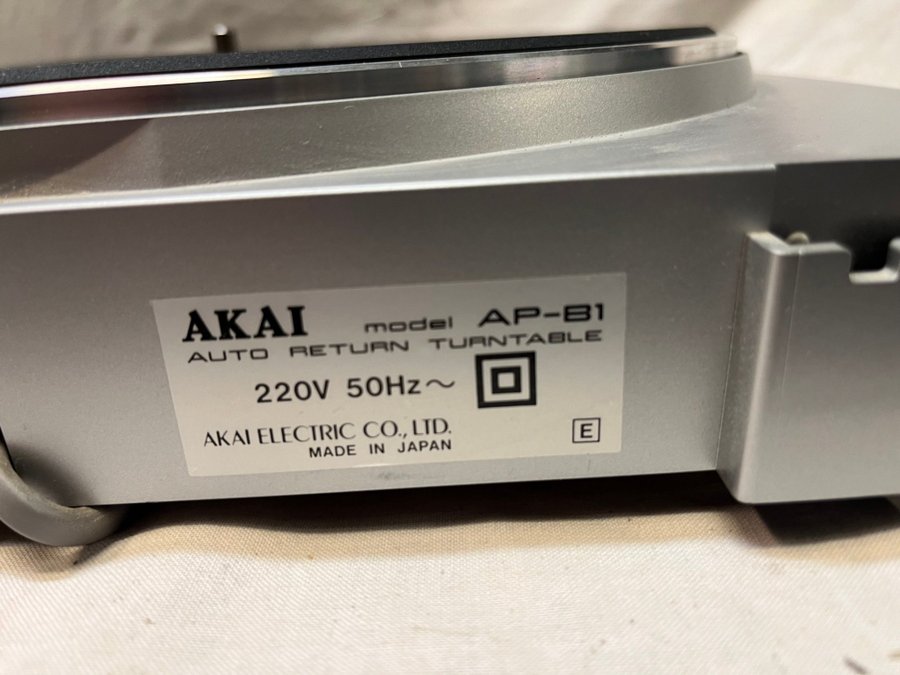 AKAI model AP-B1
AUTO RETURN TURNTABLE
220V 50Hz~
AKAI ELECTRIC CO., LTD.
MADE IN JAPAN
E